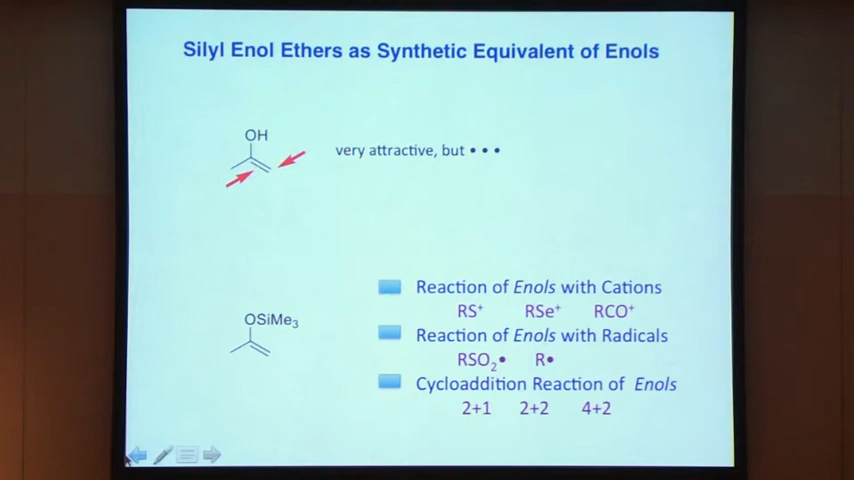 Silyl Enol Ethers as Synthetic Equivalent of Enols
OH
very attractive, but • • •
Reaction of Enols with Cations
RS⁺ RSe⁺ RCO⁺
OSiMe₃
Reaction of Enols with Radicals
RSO₂• R•
Cycloaddition Reaction of Enols
2+1 2+2 4+2